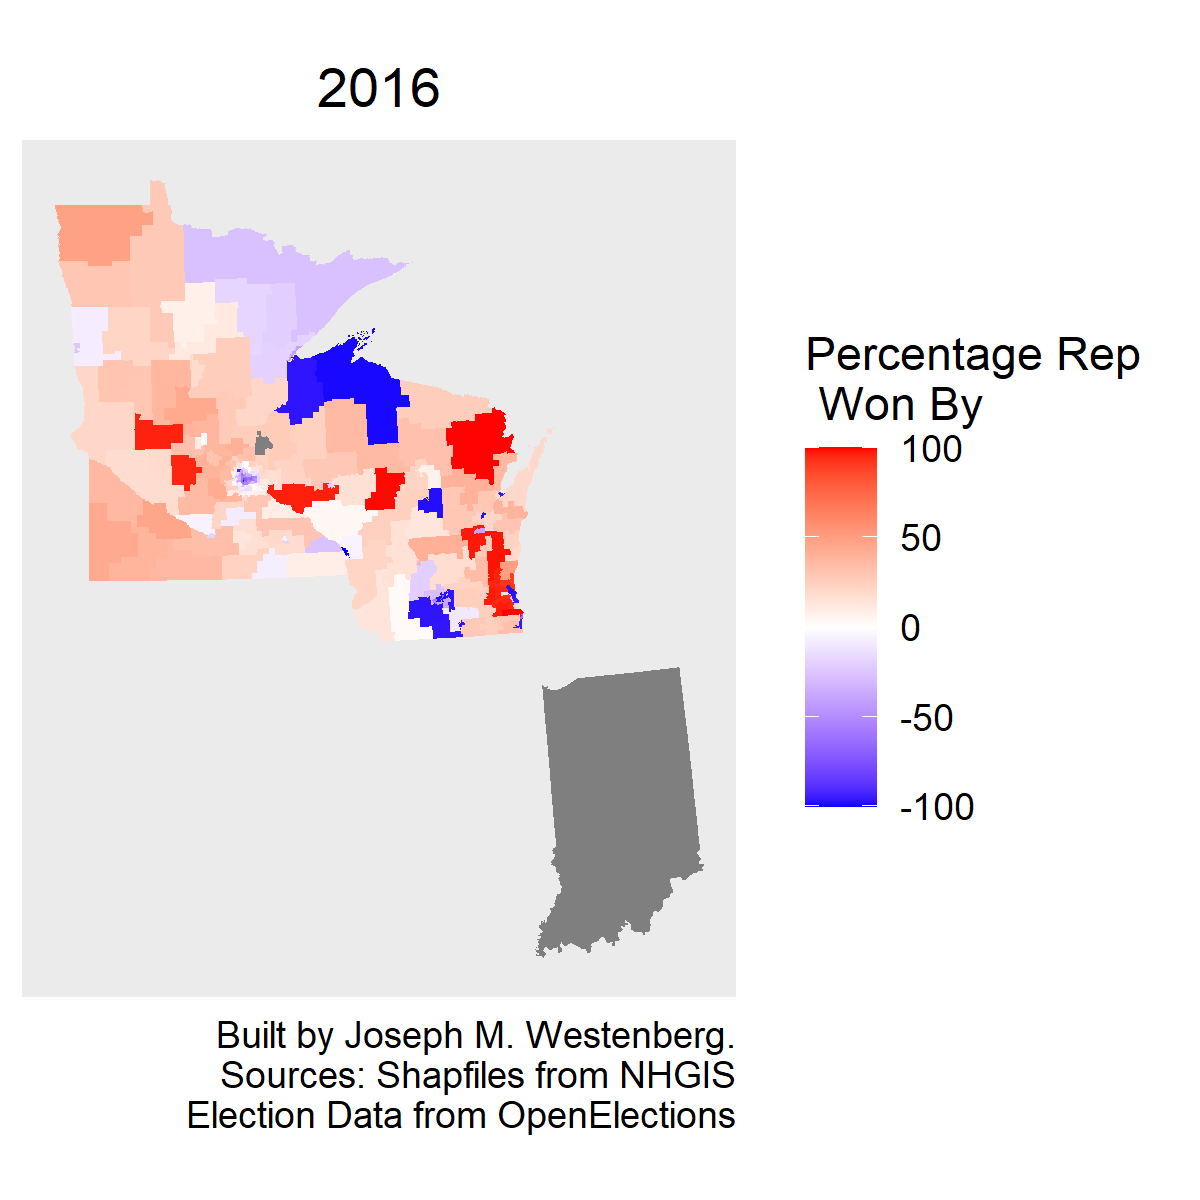 2016
Percentage Rep
Won By
100
50
0
-50
-100
Built by Joseph M. Westenberg.
Sources: Shapfiles from NHGIS
Election Data from OpenElections